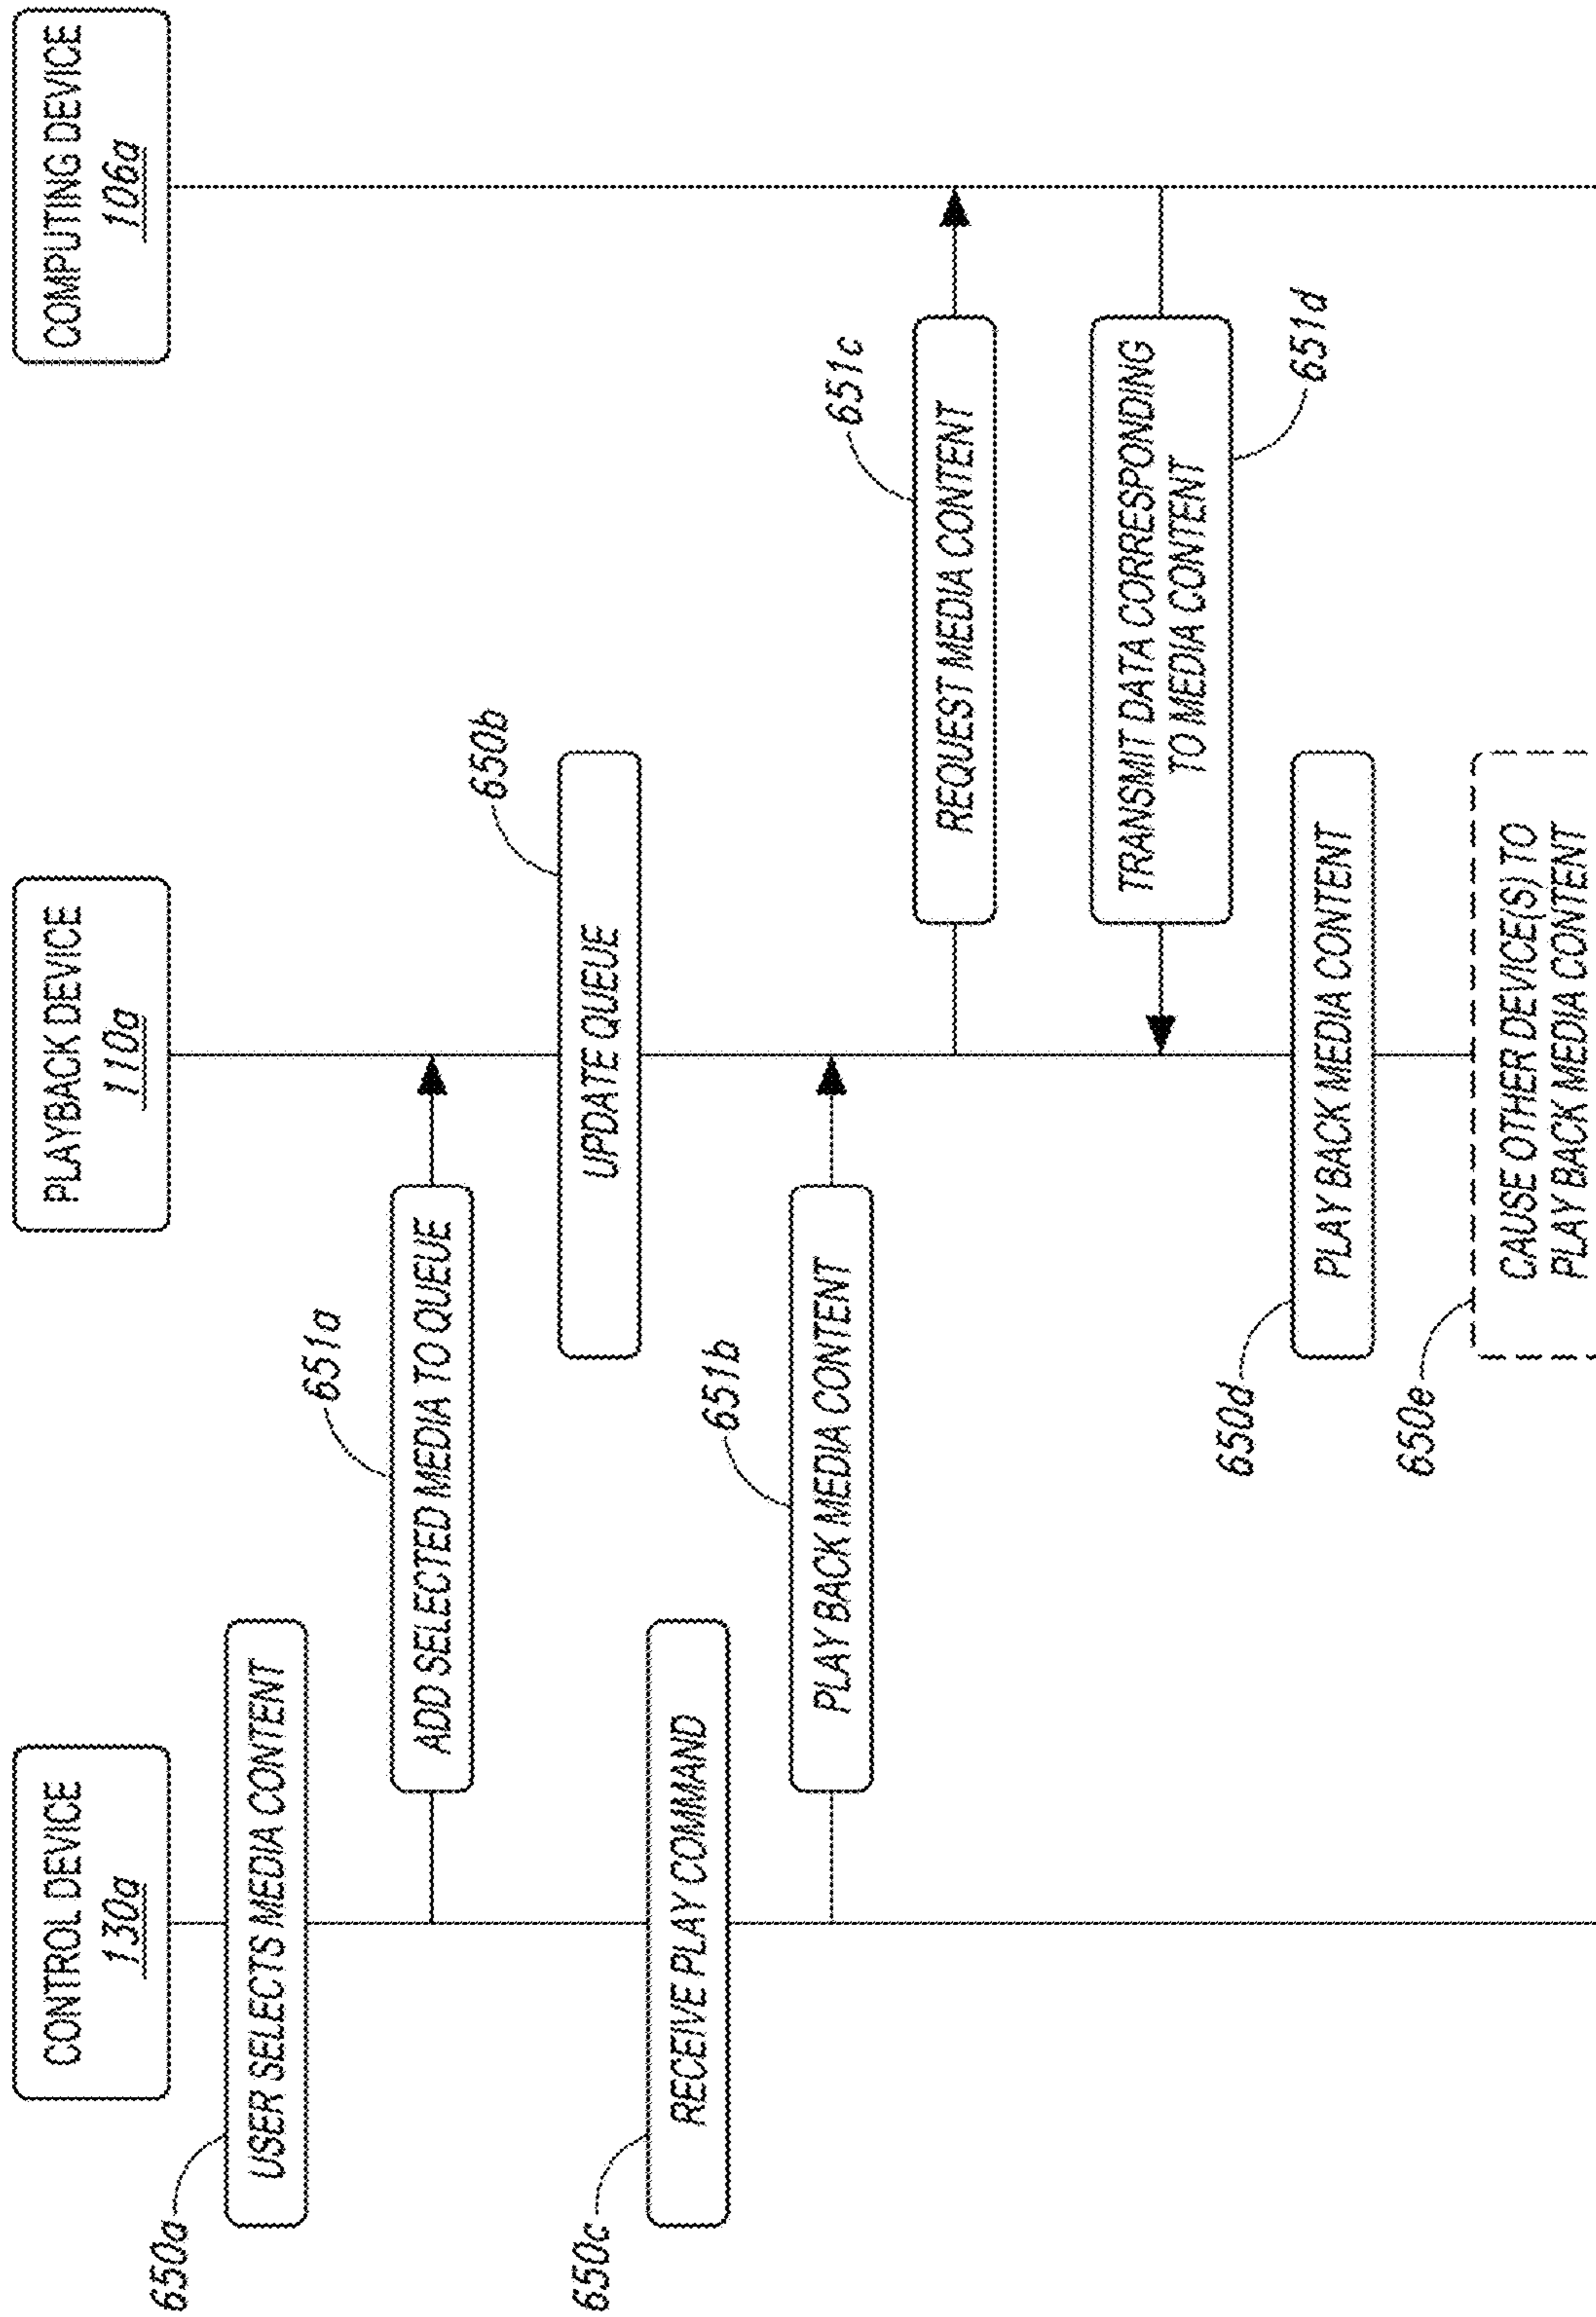 CONTROL DEVICE
130a
PLAYBACK DEVICE
110a
COMPUTING DEVICE
106a
650a
USER SELECTS MEDIA CONTENT
651a
ADD SELECTED MEDIA TO QUEUE
650b
UPDATE QUEUE
650c
RECEIVE PLAY COMMAND
651b
PLAY BACK MEDIA CONTENT
651c
REQUEST MEDIA CONTENT
TRANSMIT DATA CORRESPONDING
TO MEDIA CONTENT
651d
650d
PLAY BACK MEDIA CONTENT
650e
CAUSE OTHER DEVICE(S) TO
PLAY BACK MEDIA CONTENT